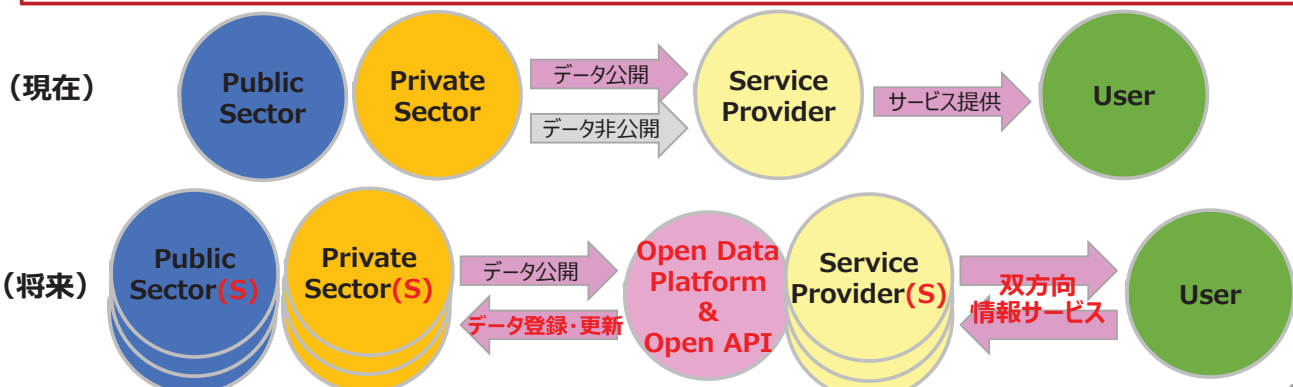 (現在)
Public
Sector
Private
Sector
データ公開
データ非公開
Service
Provider
サービス提供
User
(将来)
Public
Sector(S)
Private
Sector(S)
データ公開
データ登録・更新
Open Data
Platform
&
Open API
Service
Provider(S)
双方向
情報サービス
User